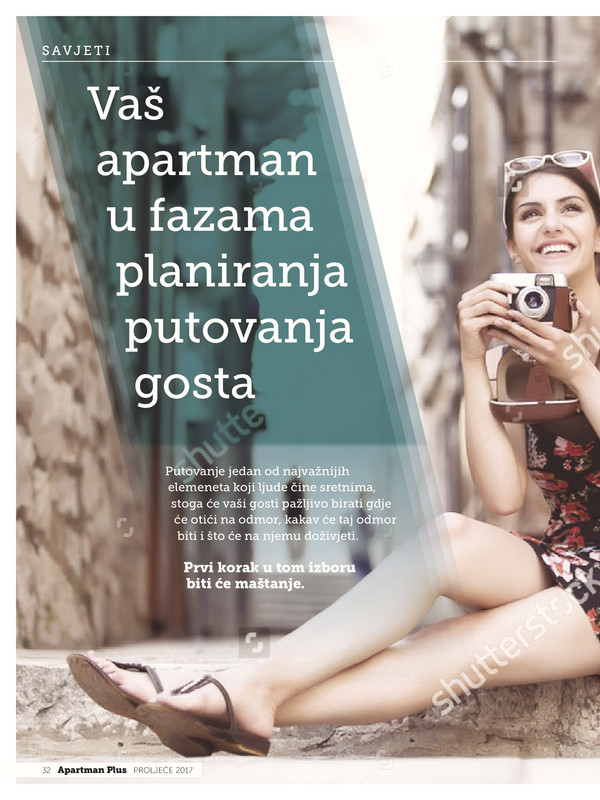 SAVJETI
Vaš
apartman
u fazama
planiranja
putovanja
gosta
Putovanje jedan od najvažnijih
elemeneta koji ljude čine sretnima,
stoga će vaši gosti pažljivo birati gdje
će otići na odmor, kakav će taj odmor
biti i što će na njemu doživjeti.
Prvi korak u tom izboru
biti će maštanje.
shutterstock
32 Apartman Plus PROLJEĆE 2017